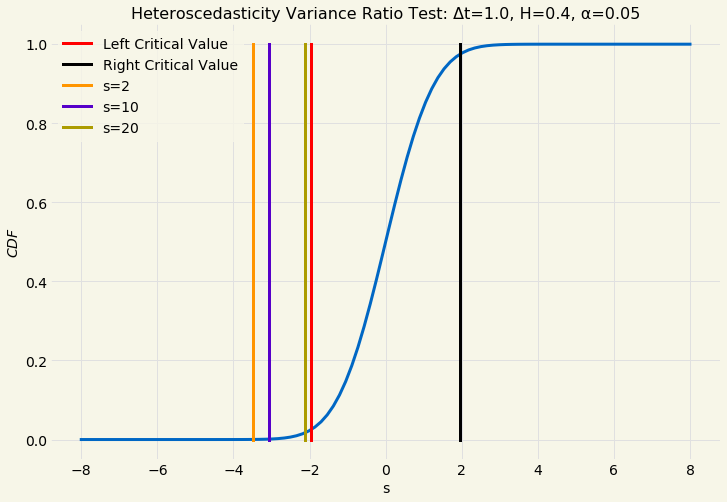 Heteroscedasticity Variance Ratio Test: Δt=1.0, H=0.4, α=0.05
Left Critical Value
Right Critical Value
s=2
s=10
s=20
CDF
1.0
0.8
0.6
0.4
0.2
0.0
−8 −6 −4 −2 0 2 4 6 8
s